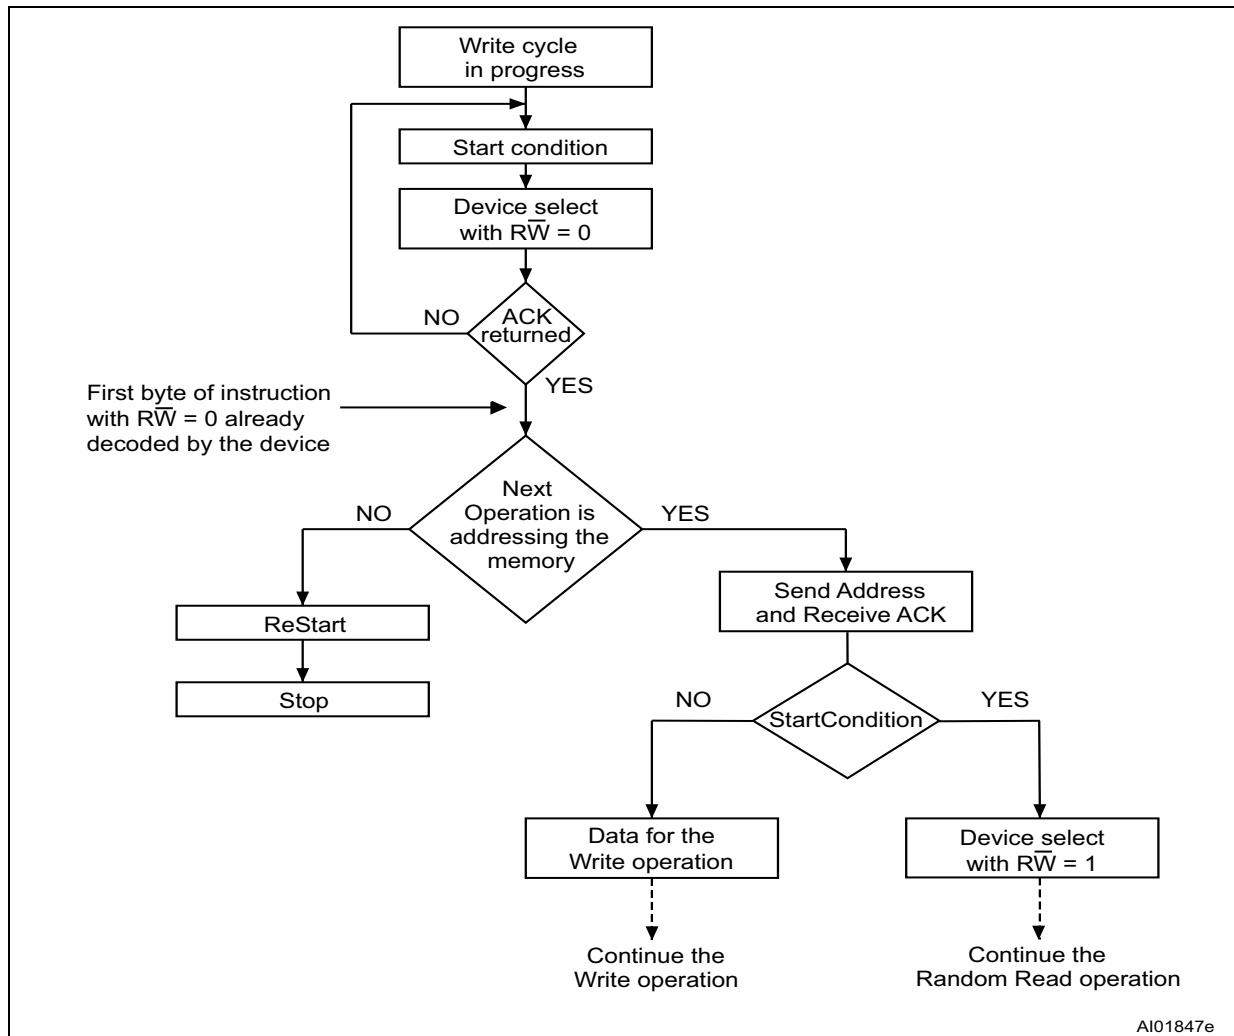 Write cycle
in progress
Start condition
Device select
with RW̅ = 0
ACK
returned
NO
YES
First byte of instruction
with RW̅ = 0 already
decoded by the device
Next
Operation is
addressing the
memory
NO
YES
Send Address
and Receive ACK
ReStart
Stop
StartCondition
NO
YES
Data for the
Write operation
Device select
with RW̅ = 1
Continue the
Write operation
Continue the
Random Read operation
AI01847e